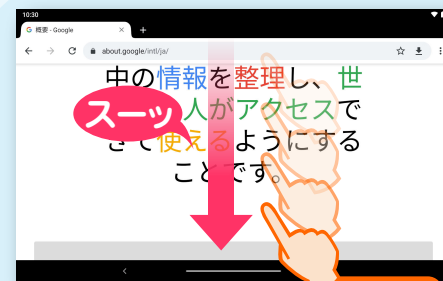 10:30
G 概要 - Google × +
about.google/intl/ja/
中の情報を整理し、世
人がアクセスで
スーッ
きて使えるようにする
ことです。